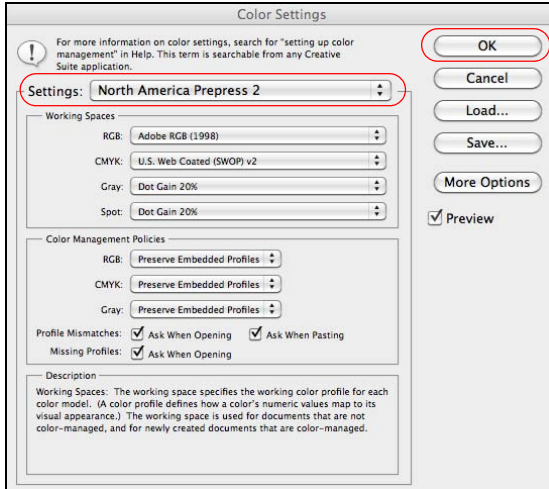 Color Settings
For more information on color settings, search for "setting up color
management" in Help. This term is searchable from any Creative
Suite application.
Settings: North America Prepress 2
Working Spaces
RGB: Adobe RGB (1998)
CMYK: U.S. Web Coated (SWOP) v2
Gray: Dot Gain 20%
Spot: Dot Gain 20%
Color Management Policies
RGB: Preserve Embedded Profiles
CMYK: Preserve Embedded Profiles
Gray: Preserve Embedded Profiles
Profile Mismatches: Ask When Opening Ask When Pasting
Missing Profiles: Ask When Opening
Description
Working Spaces: The working space specifies the working color profile for each
color model. (A color profile defines how a color's numeric values map to its
visual appearance.) The working space is used for documents that are not
color-managed, and for newly created documents that are color-managed.
OK
Cancel
Load...
Save...
More Options
Preview